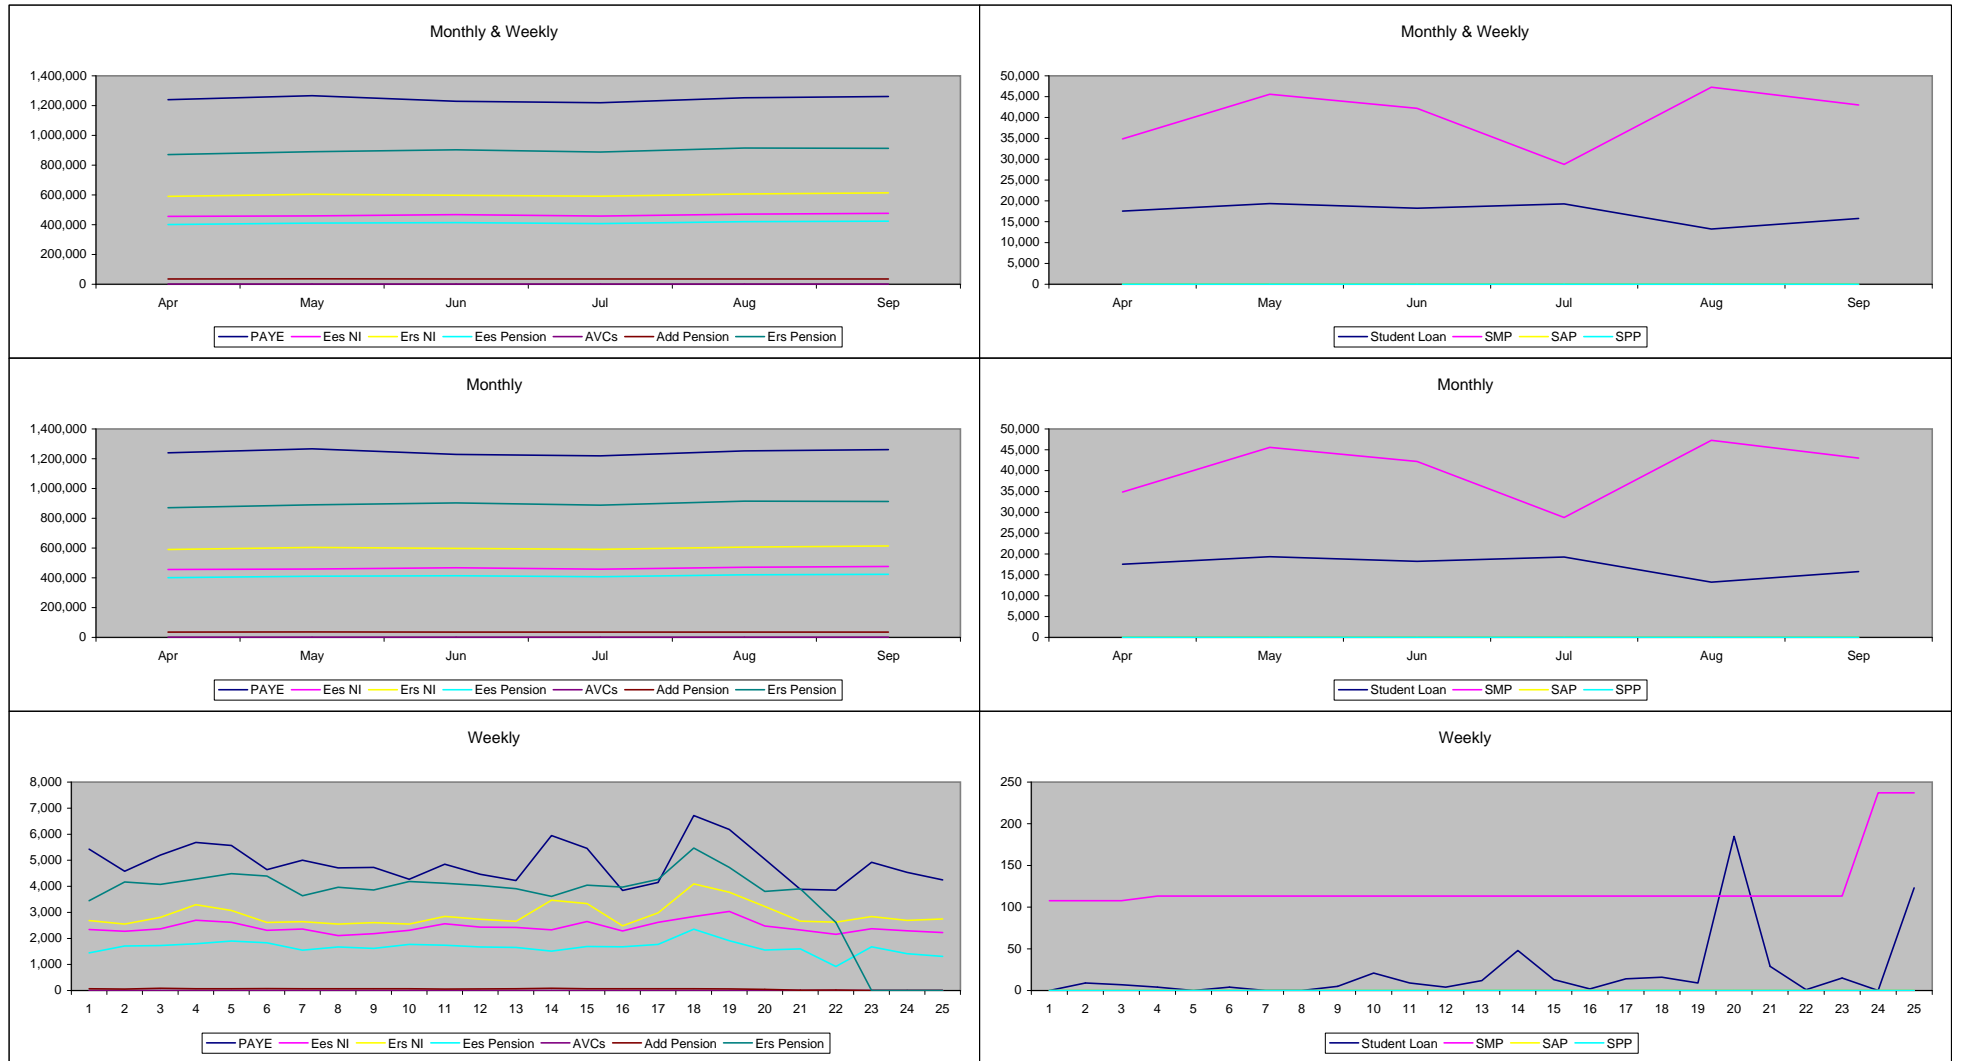 Monthly & Weekly
1,400,000
1,200,000
1,000,000
800,000
600,000
400,000
200,000
0
Apr May Jun Jul Aug Sep
PAYE Ees NI Ers NI Ees Pension AVCs Add Pension Ers Pension
Monthly & Weekly
50,000
45,000
40,000
35,000
30,000
25,000
20,000
15,000
10,000
5,000
0
Apr May Jun Jul Aug Sep
Student Loan SMP SAP SPP
Monthly
1,400,000
1,200,000
1,000,000
800,000
600,000
400,000
200,000
0
Apr May Jun Jul Aug Sep
PAYE Ees NI Ers NI Ees Pension AVCs Add Pension Ers Pension
Monthly
50,000
45,000
40,000
35,000
30,000
25,000
20,000
15,000
10,000
5,000
0
Apr May Jun Jul Aug Sep
Student Loan SMP SAP SPP
Weekly
8,000
7,000
6,000
5,000
4,000
3,000
2,000
1,000
0
1 2 3 4 5 6 7 8 9 10 11 12 13 14 15 16 17 18 19 20 21 22 23 24 25
PAYE Ees NI Ers NI Ees Pension AVCs Add Pension Ers Pension
Weekly
250
200
150
100
50
0
1 2 3 4 5 6 7 8 9 10 11 12 13 14 15 16 17 18 19 20 21 22 23 24 25
Student Loan SMP SAP SPP